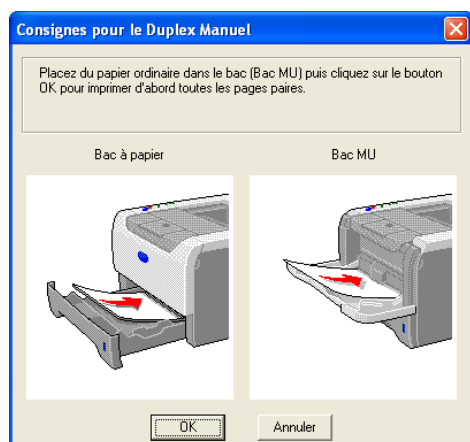 Consignes pour le Duplex Manuel
Placez du papier ordinaire dans le bac (Bac MU) puis cliquez sur le bouton
OK pour imprimer d'abord toutes les pages paires.
Bac à papier
Bac MU
OK
Annuler